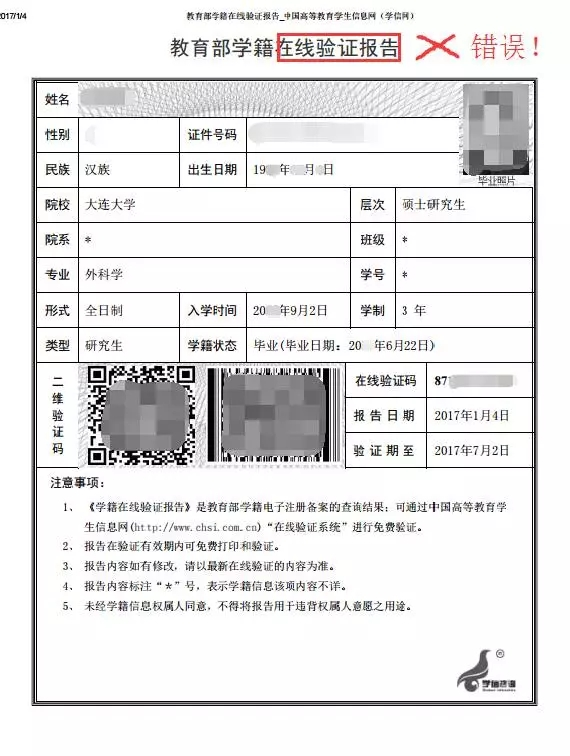 2017/1/4
教育部学籍在线验证报告_中国高等教育学生信息网（学信网）
教育部学籍在线验证报告 错误！
姓名
性别 证件号码
民族 汉族 出生日期 19 年 月 日
毕业照片
院校 大连大学 层次 硕士研究生
院系 * 班级 *
专业 外科学 学号 *
形式 全日制 入学时间 20 年9月2日 学制 3 年
类型 研究生 学籍状态 毕业(毕业日期：20 年6月22日)
二维验证码
在线验证码 87
报告日期 2017年1月4日
验证期至 2017年7月2日
注意事项：
1、 《学籍在线验证报告》是教育部学籍电子注册备案的查询结果；可通过中国高等教育学
生信息网(http://www.chsi.com.cn)“在线验证系统”进行免费验证。
2、 报告在验证有效期内可免费打印和验证。
3、 报告内容如有修改，请以最新在线验证的内容为准。
4、 报告内容标注“＊”号，表示学籍信息该项内容不详。
5、 未经学籍信息权属人同意，不得将报告用于违背权属人意愿之用途。
学信咨询